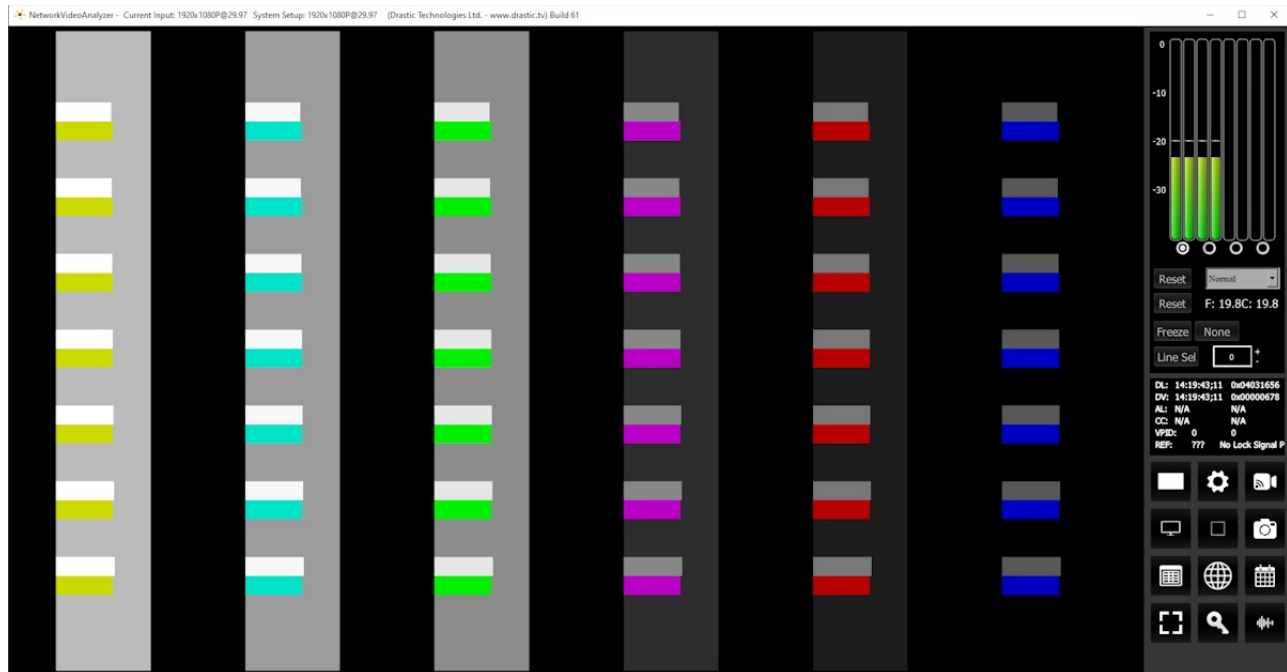 NetworkVideoAnalyzer - Current Input: 1920x1080P@29.97 System Setup: 1920x1080P@29.97 (Drastic Technologies Ltd. - www.drastic.tv) Build 61
0
-10
-20
-30
Reset Normal
Reset F: 19.8C: 19.8
Freeze None
Line Sel 0 + -
DL: 14:19:43;11 0x04031656
DV: 14:19:43;11 0x00000678
AL: N/A N/A
CC: N/A N/A
VPID: 0 0
REF: ??? No Lock Signal P